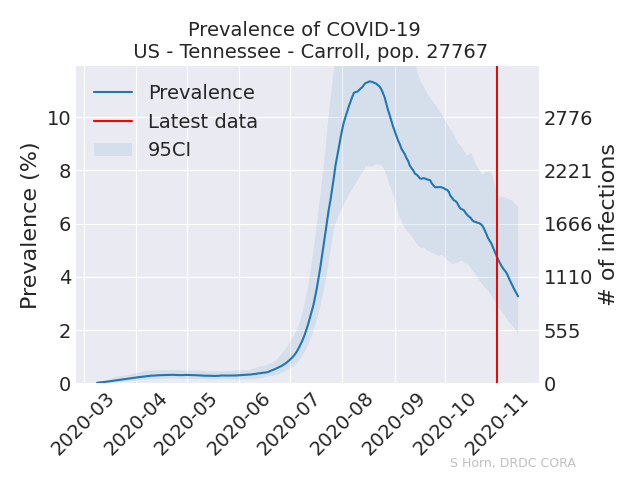 Prevalence of COVID-19
US - Tennessee - Carroll, pop. 27767
Prevalence
Latest data
95CI
Prevalence (%)
10
8
6
4
2
0
2776
2221
1666
1110
555
0
# of infections
2020-03
2020-04
2020-05
2020-06
2020-07
2020-08
2020-09
2020-10
2020-11
S Horn, DRDC CORA